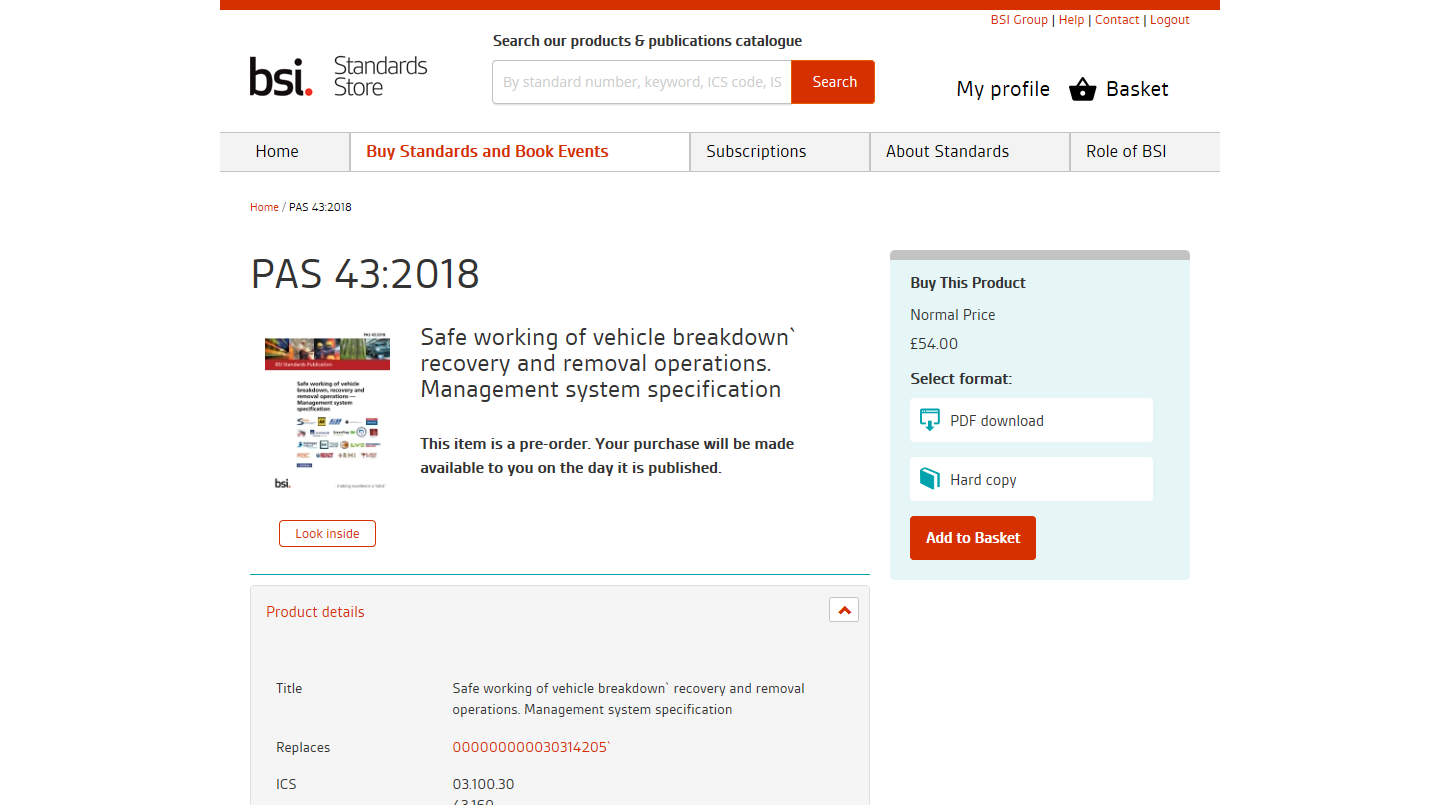 BSI Group | Help | Contact | Logout
Search our products & publications catalogue
bsi. Standards Store
By standard number, keyword, ICS code, IS
Search
My profile
Basket
Home
Buy Standards and Book Events
Subscriptions
About Standards
Role of BSI
Home / PAS 43:2018
PAS 43:2018
PAS 43:2018
BSI Standards Publication
Safe working of vehicle
breakdown, recovery and
removal operations —
Management system
specification
bsi.
Look inside
Safe working of vehicle breakdown`
recovery and removal operations.
Management system specification
This item is a pre-order. Your purchase will be made
available to you on the day it is published.
Buy This Product
Normal Price
£54.00
Select format:
PDF download
Hard copy
Add to Basket
Product details
Title
Safe working of vehicle breakdown` recovery and removal
operations. Management system specification
Replaces
000000000030314205`
ICS
03.100.30
43.160